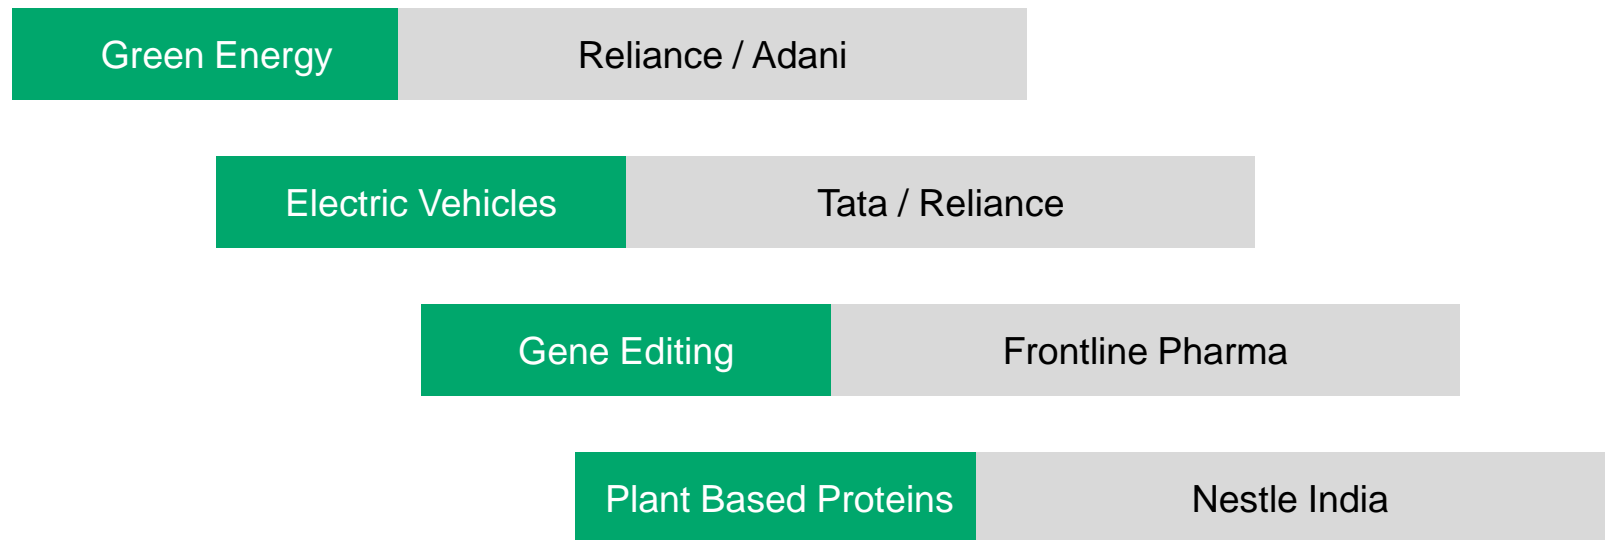 Green Energy Reliance / Adani
Electric Vehicles Tata / Reliance
Gene Editing Frontline Pharma
Plant Based Proteins Nestle India